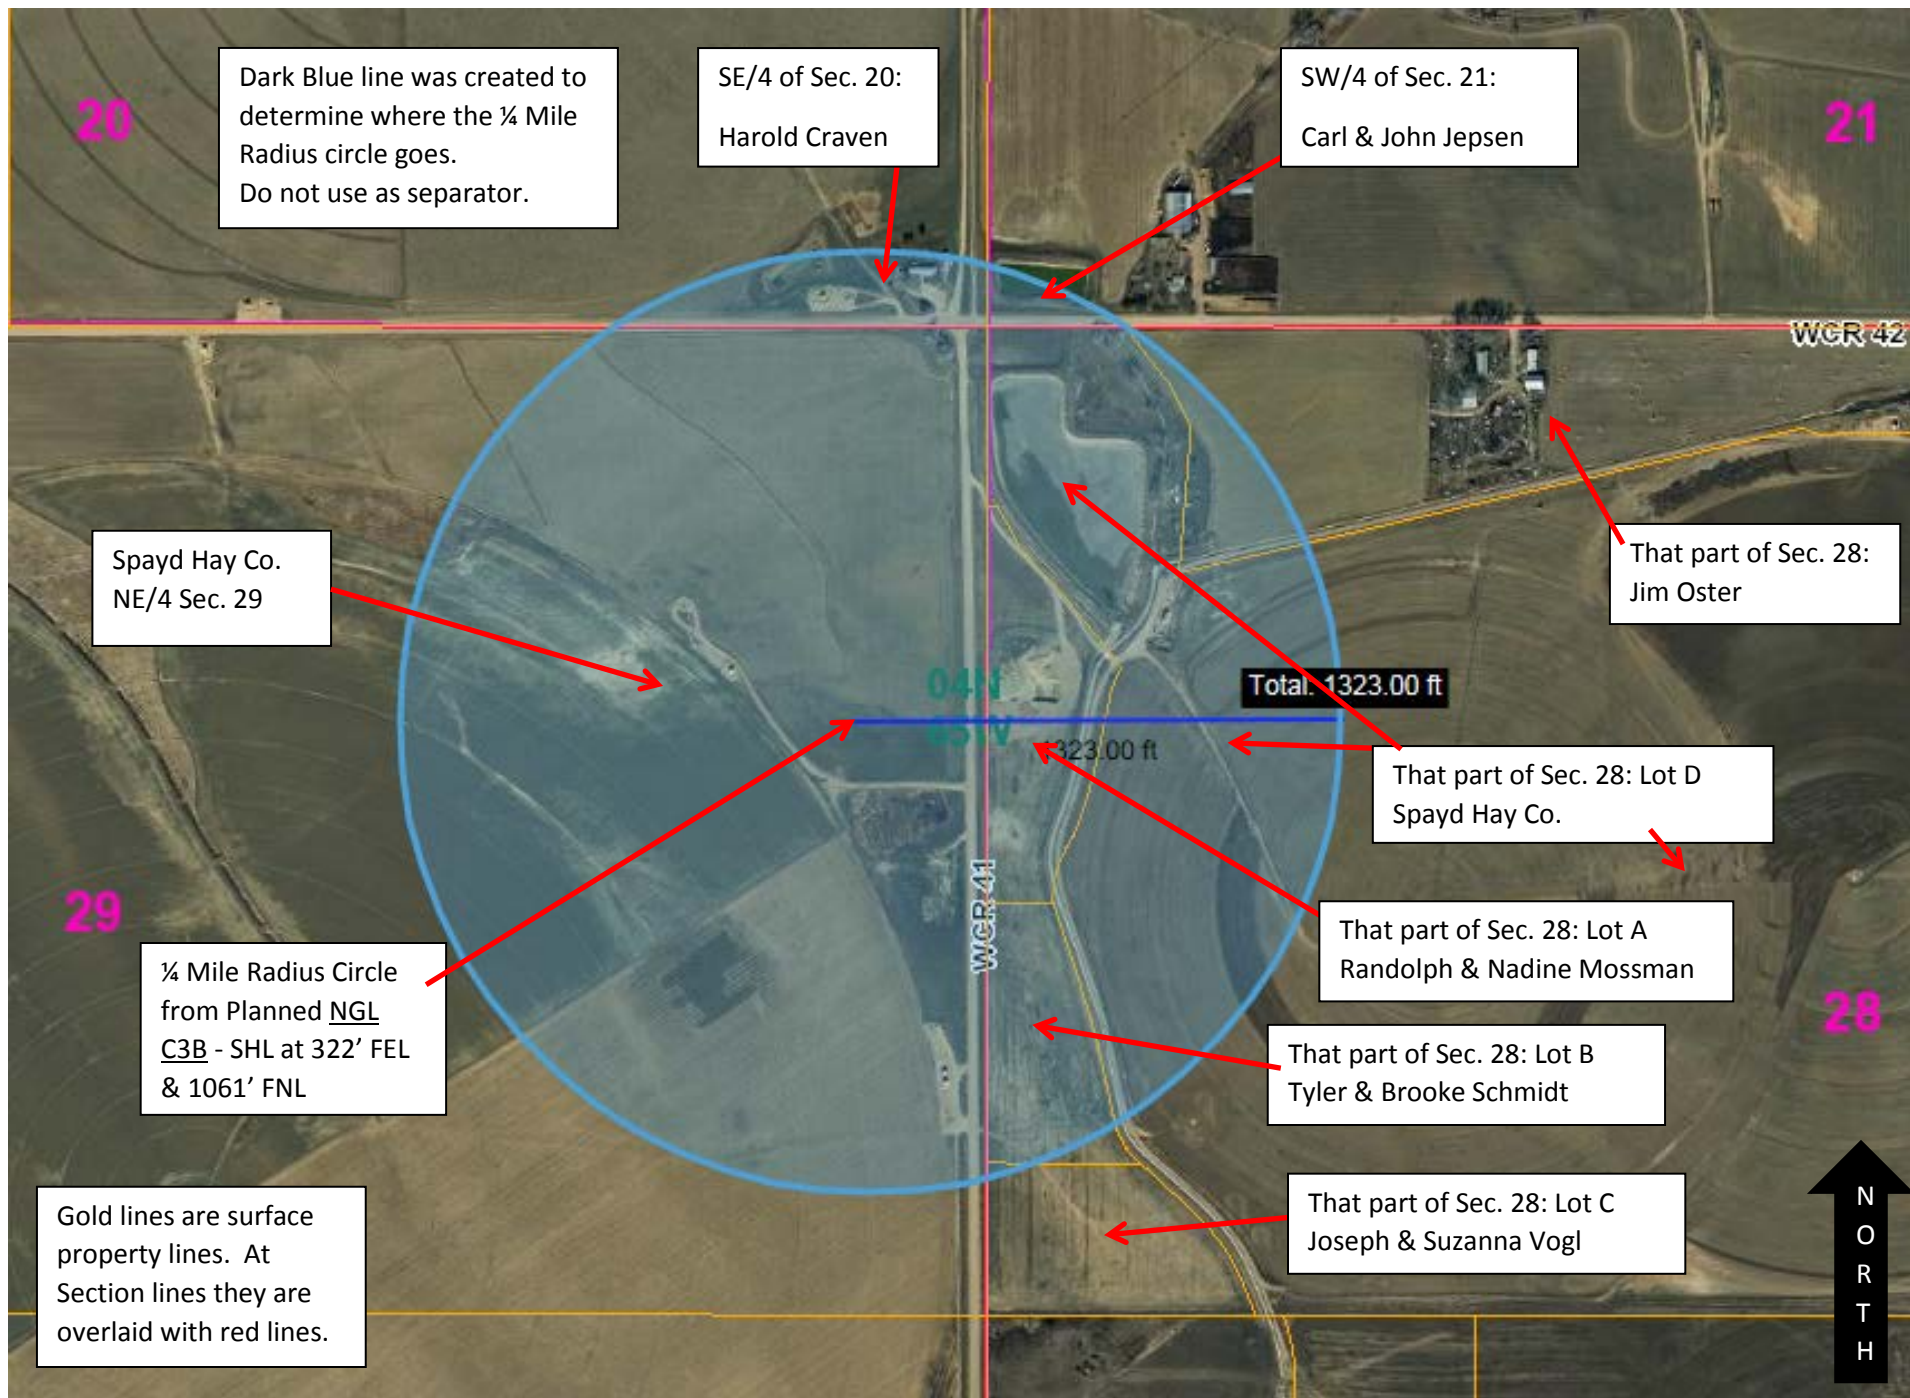 Dark Blue line was created to
determine where the ¼ Mile
Radius circle goes.
Do not use as separator.
SE/4 of Sec. 20:
Harold Craven
SW/4 of Sec. 21:
Carl & John Jepsen
20
21
WCR 42
Spayd Hay Co.
NE/4 Sec. 29
That part of Sec. 28:
Jim Oster
04N
65W
Total: 1323.00 ft
1323.00 ft
That part of Sec. 28: Lot D
Spayd Hay Co.
WCR 41
29
That part of Sec. 28: Lot A
Randolph & Nadine Mossman
¼ Mile Radius Circle
from Planned NGL
C3B - SHL at 322’ FEL
& 1061’ FNL
28
That part of Sec. 28: Lot B
Tyler & Brooke Schmidt
That part of Sec. 28: Lot C
Joseph & Suzanna Vogl
Gold lines are surface
property lines. At
Section lines they are
overlaid with red lines.
NORTH